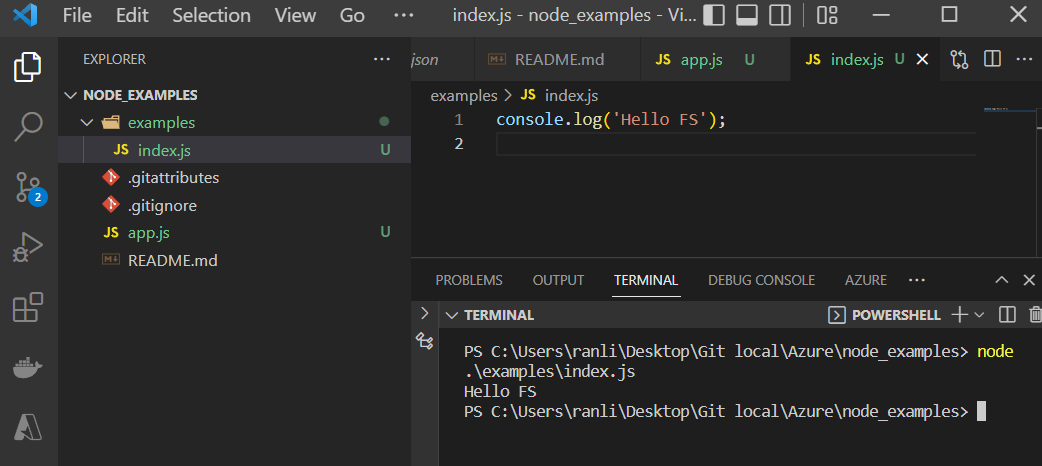 File Edit Selection View Go ··· index.js - node_examples - Vi...
EXPLORER ···
NODE_EXAMPLES
examples
JS index.js U
.gitattributes
.gitignore
JS app.js U
M↓ README.md
2
json M↓ README.md JS app.js U JS index.js U ···
examples > JS index.js
1 console.log('Hello FS');
2
PROBLEMS OUTPUT TERMINAL DEBUG CONSOLE AZURE ···
TERMINAL POWERSHELL
PS C:\Users\ranli\Desktop\Git local\Azure\node_examples> node
.\examples\index.js
Hello FS
PS C:\Users\ranli\Desktop\Git local\Azure\node_examples>